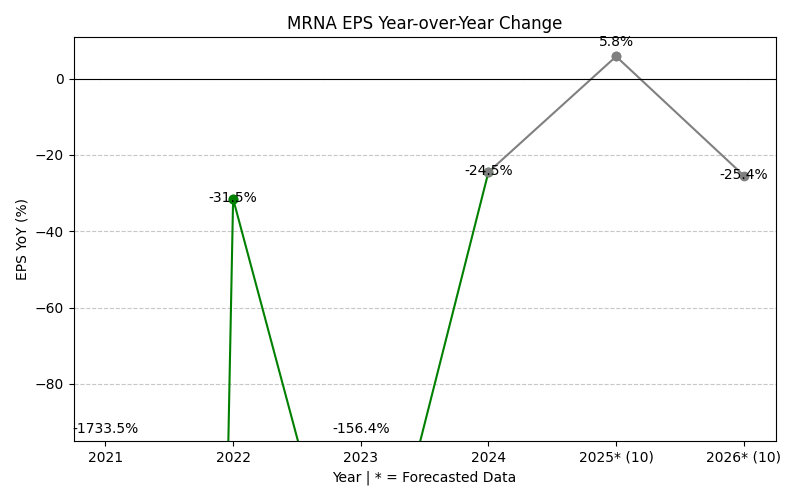 MRNA EPS Year-over-Year Change
5.8%
0
-24.5%
-25.4%
−20
-31.5%
−40
−60
−80
-1733.5%
-156.4%
EPS YoY (%)
2021 2022 2023 2024 2025* (10) 2026* (10)
Year | * = Forecasted Data